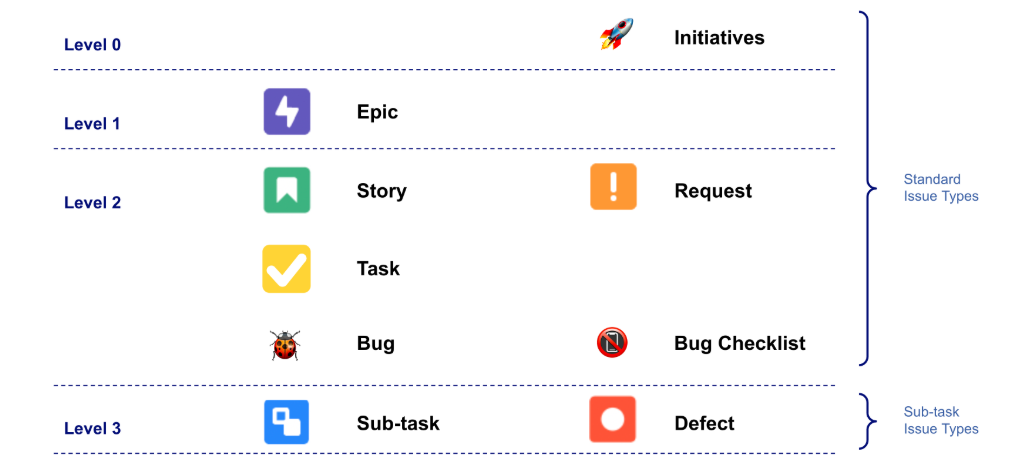 Level 0
Initiatives
Level 1
Epic
Level 2
Story
Request
Standard
Issue Types
Task
Bug
Bug Checklist
Level 3
Sub-task
Defect
Sub-task
Issue Types